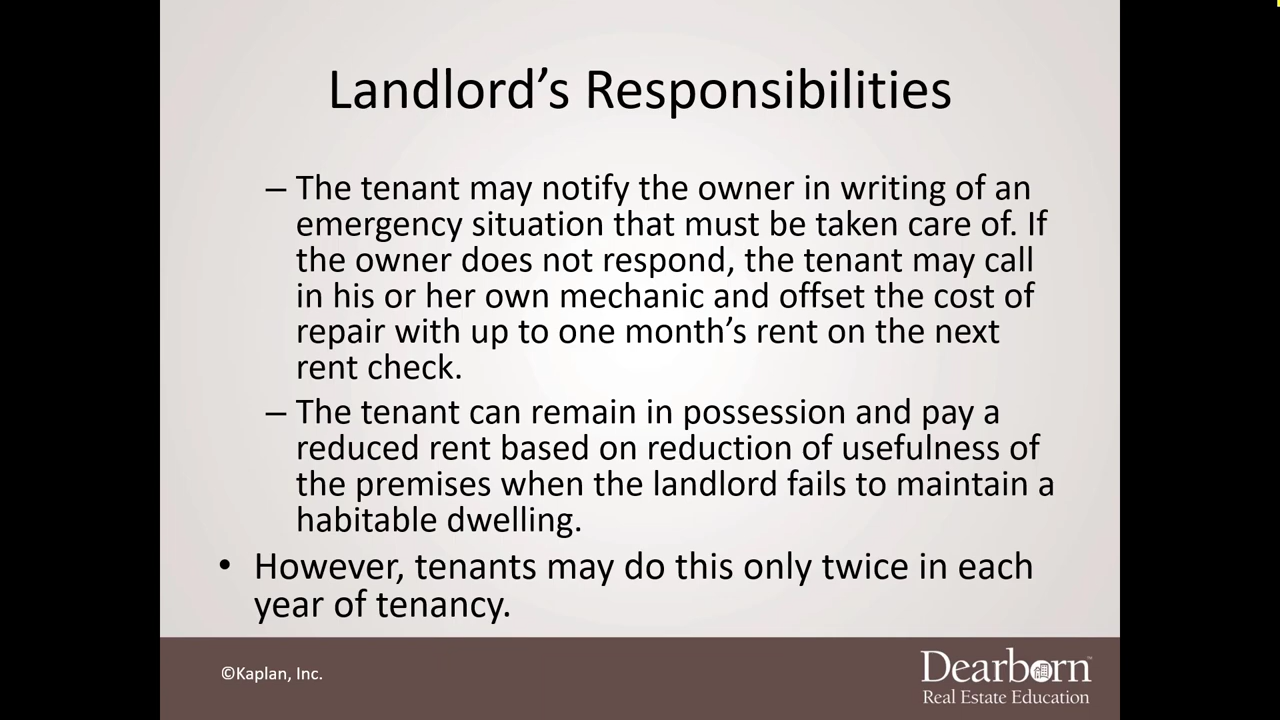 Landlord’s Responsibilities
– The tenant may notify the owner in writing of an
emergency situation that must be taken care of. If
the owner does not respond, the tenant may call
in his or her own mechanic and offset the cost of
repair with up to one month’s rent on the next
rent check.
– The tenant can remain in possession and pay a
reduced rent based on reduction of usefulness of
the premises when the landlord fails to maintain a
habitable dwelling.
• However, tenants may do this only twice in each
year of tenancy.
©Kaplan, Inc.
Dearborn™
Real Estate Education